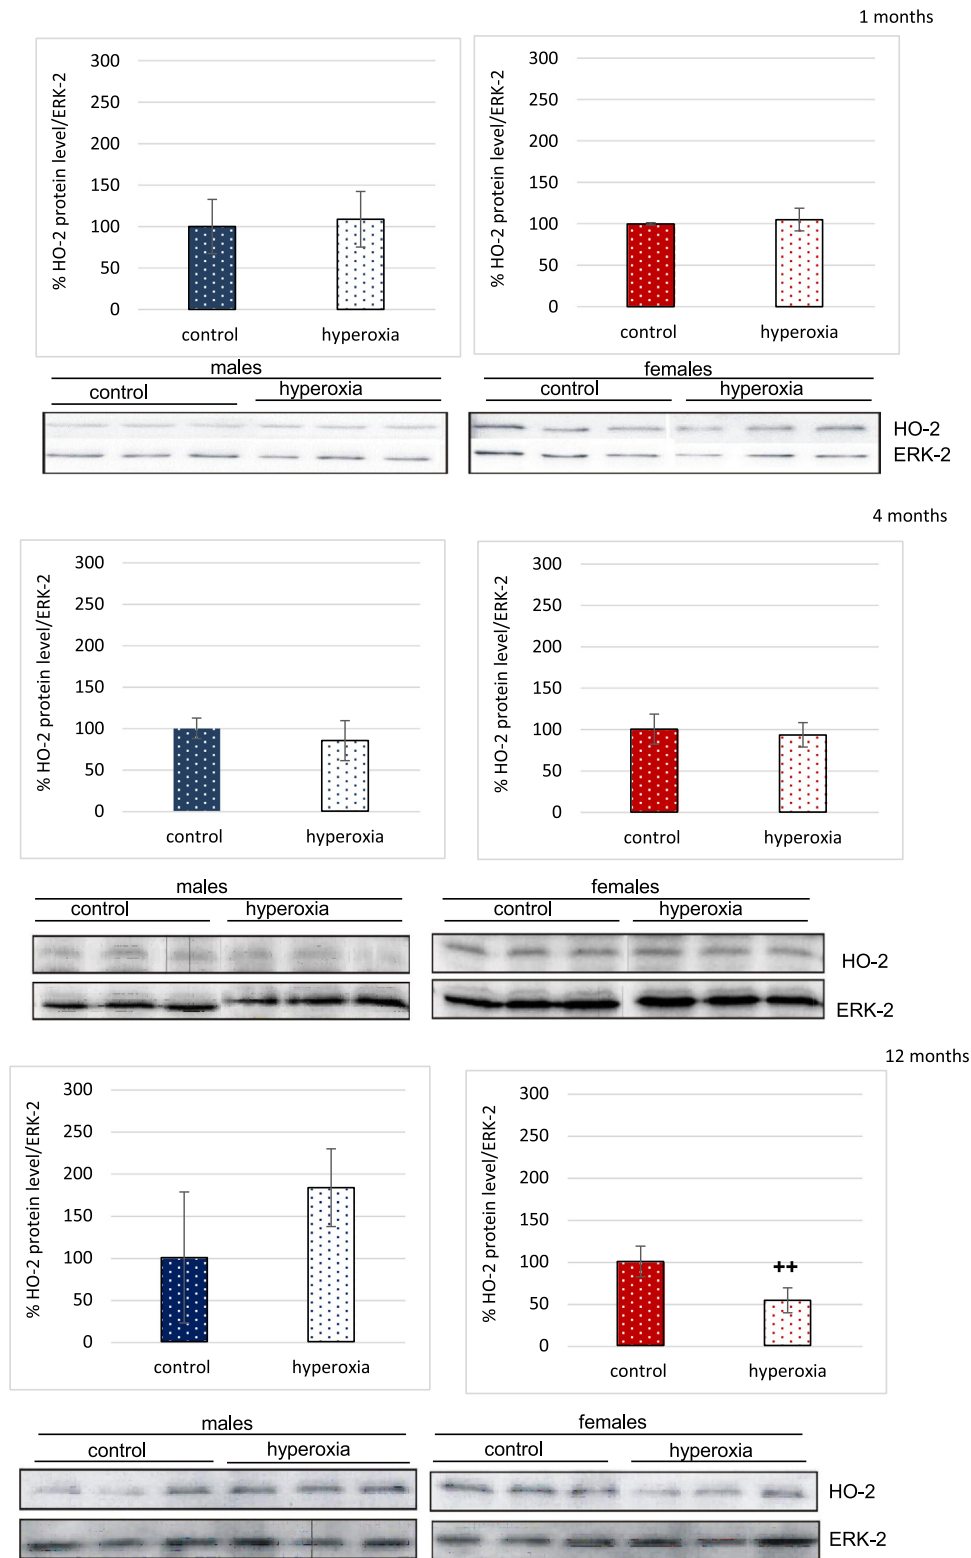 1 months
% HO-2 protein level/ERK-2
300
250
200
150
100
50
0
control hyperoxia
% HO-2 protein level/ERK-2
300
250
200
150
100
50
0
control hyperoxia
males
control hyperoxia
females
control hyperoxia
HO-2
ERK-2
4 months
% HO-2 protein level/ERK-2
300
250
200
150
100
50
0
control hyperoxia
% HO-2 protein level/ERK-2
300
250
200
150
100
50
0
control hyperoxia
males
control hyperoxia
females
control hyperoxia
HO-2
ERK-2
12 months
% HO-2 protein level/ERK-2
300
250
200
150
100
50
0
control hyperoxia
% HO-2 protein level/ERK-2
300
250
200
150
100
50
0
++
control hyperoxia
males
control hyperoxia
females
control hyperoxia
HO-2
ERK-2